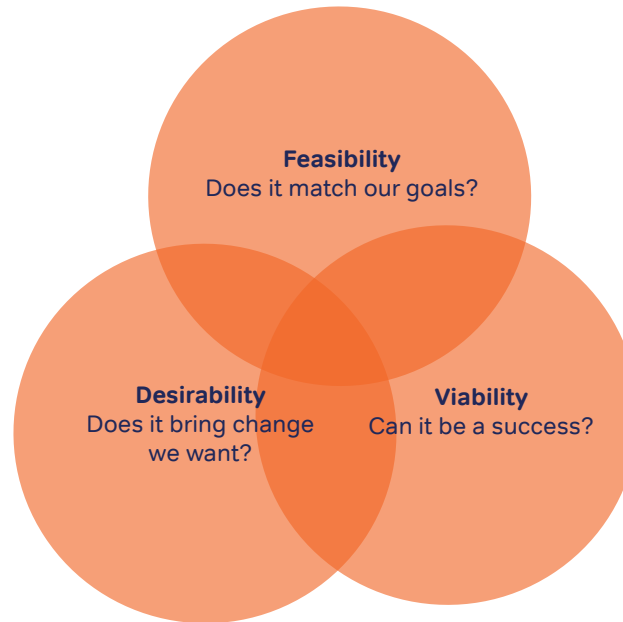 Feasibility
Does it match our goals?
Desirability
Does it bring change
we want?
Viability
Can it be a success?